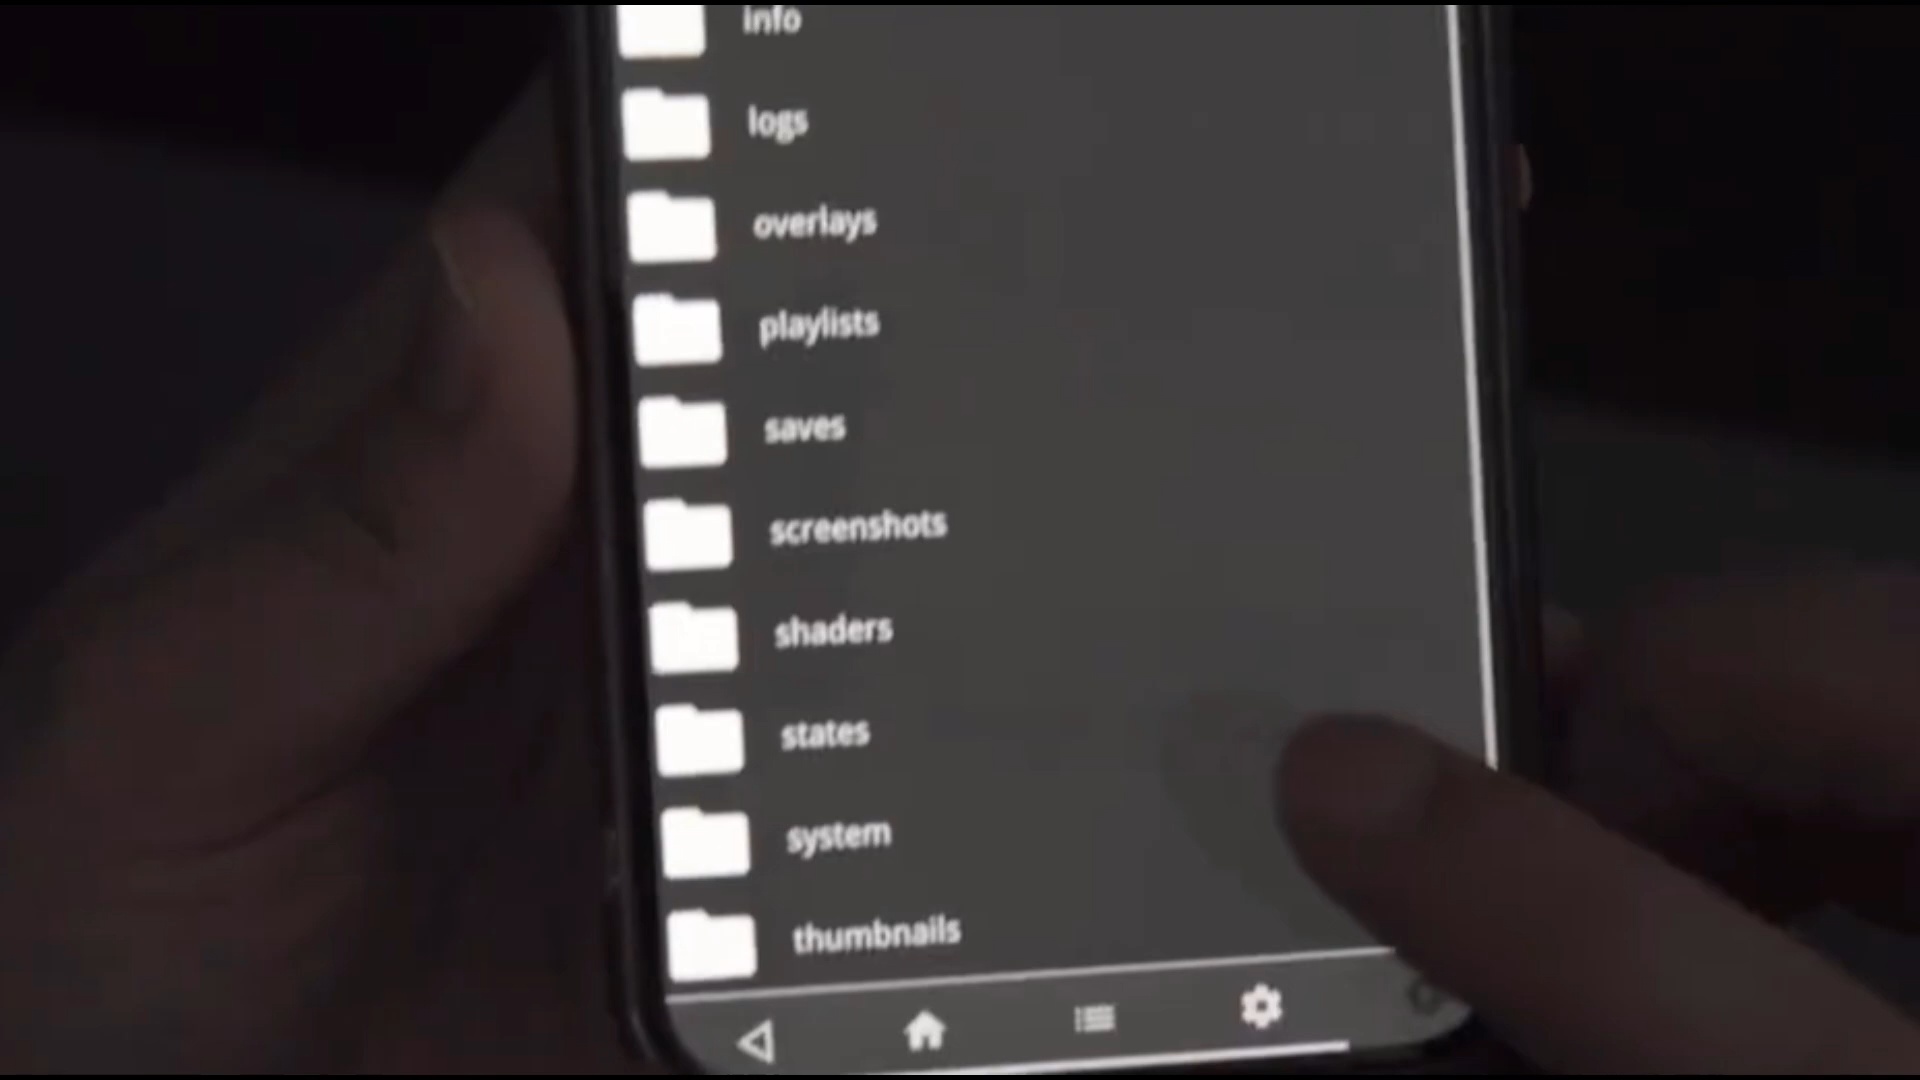 info
logs
overlays
playlists
saves
screenshots
shaders
states
system
thumbnails